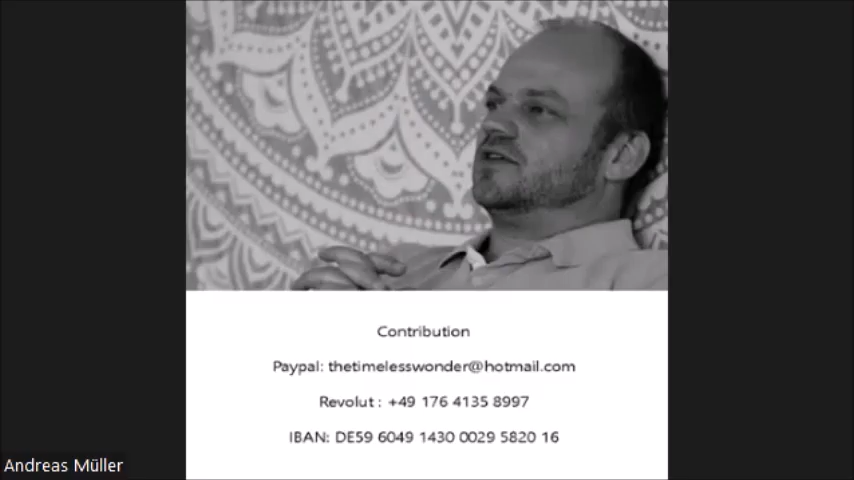 Contribution
Paypal: thetimelesswonder@hotmail.com
Revolut : +49 176 4135 8997
IBAN: DE59 6049 1430 0029 5820 16
Andreas Müller